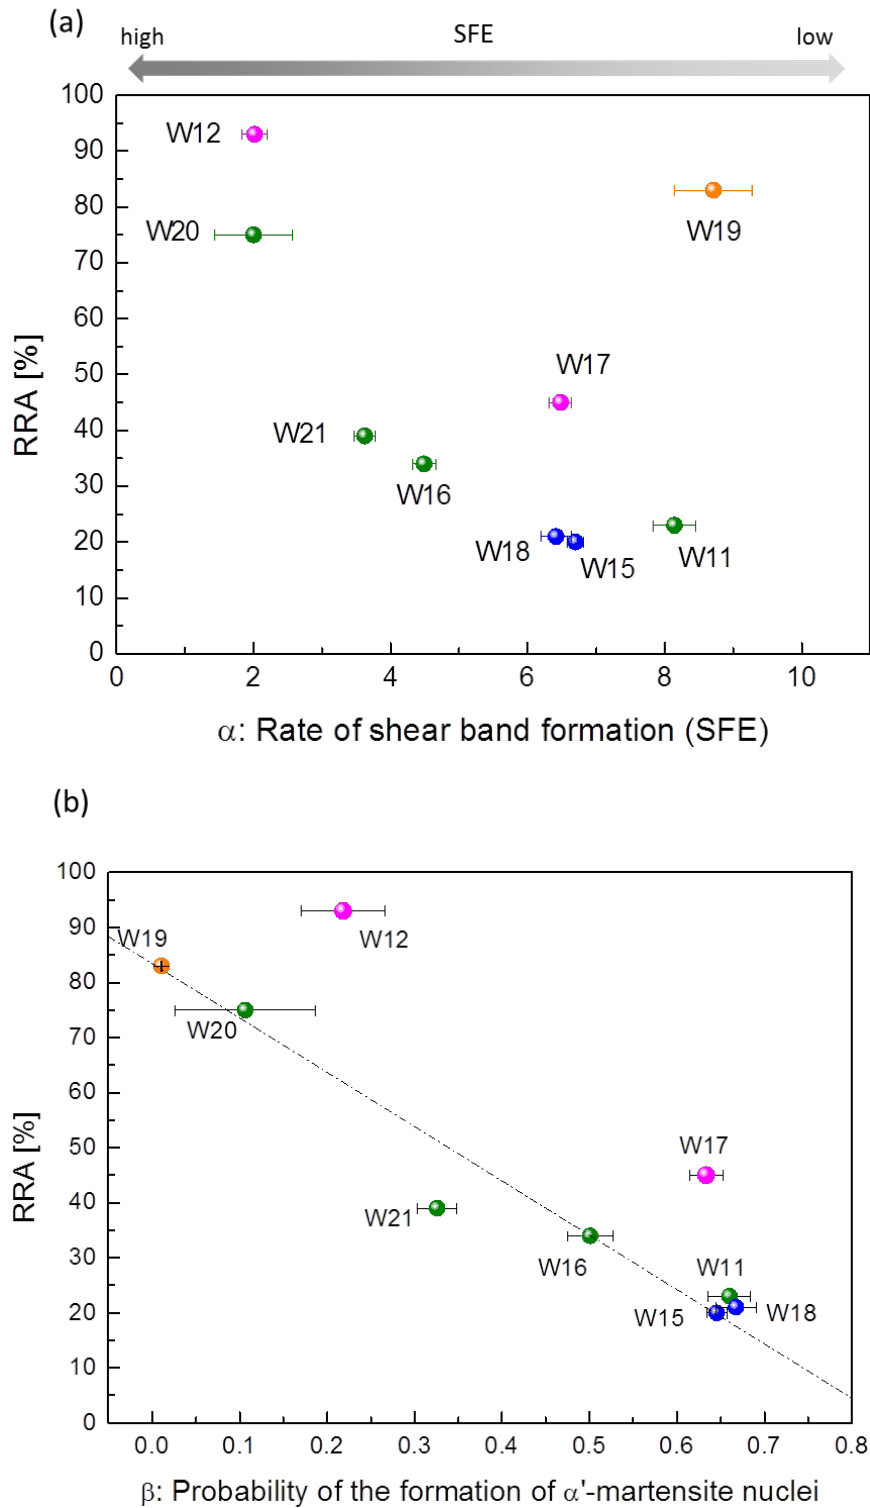 (a)
high SFE low
100
90
80
70
60
50
40
30
20
10
0
RRA [%]
W12
W20
W19
W17
W21
W16
W18
W15
W11
0 2 4 6 8 10
α: Rate of shear band formation (SFE)
(b)
100
90
80
70
60
50
40
30
20
10
0
RRA [%]
W19
W12
W20
W17
W21
W16
W11
W15
W18
0.0 0.1 0.2 0.3 0.4 0.5 0.6 0.7 0.8
β: Probability of the formation of α'-martensite nuclei